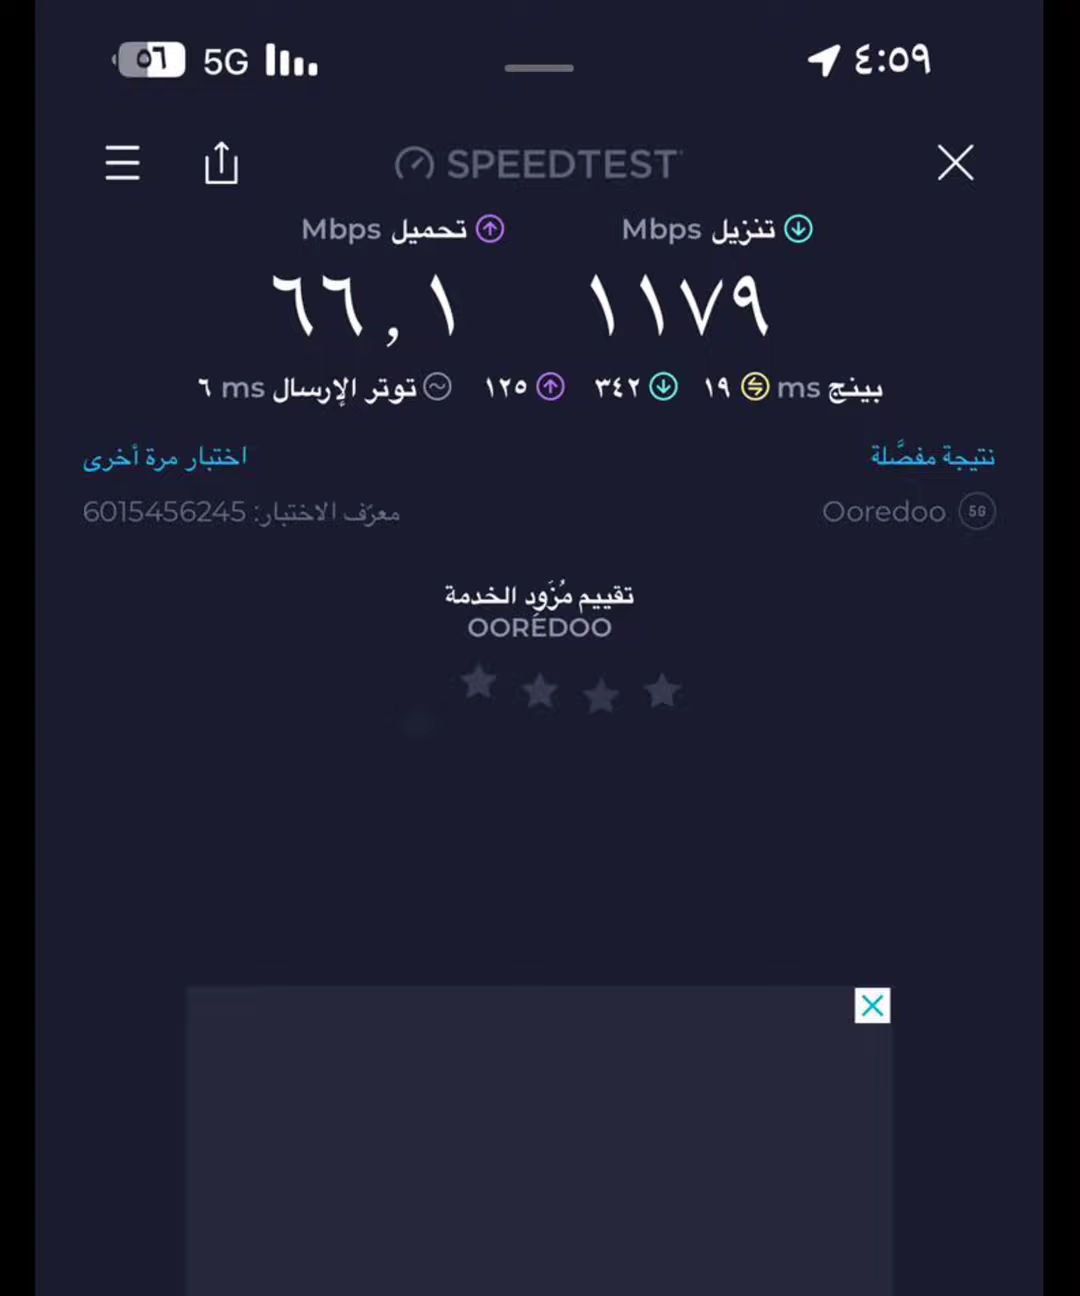 ٤:٥٩ 5G ٥٦
SPEEDTEST
تنزيل Mbps تحميل Mbps
١١٧٩ ٦٦,١
بينج ms ١٩ ٣٤٢ ١٢٥ توتر الإرسال ms ٦
نتيجة مفصَّلة اختبار مرة أخرى
5G Ooredoo معرّف الاختبار: 6015456245
تقييم مُزَوِد الخدمة
OOREDOO